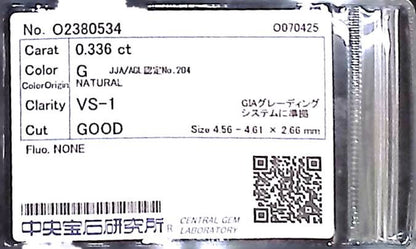 No. O2380534 O070425
Carat 0.336 ct
Color G JJA/AGL認定No.204
ColorOrigin NATURAL
Clarity VS-1 GIAグレーディング
システムに準拠
Cut GOOD Size 4.56 - 4.61 × 2.66 mm
Fluo. NONE
中央宝石研究所® CENTRAL GEM
LABORATORY